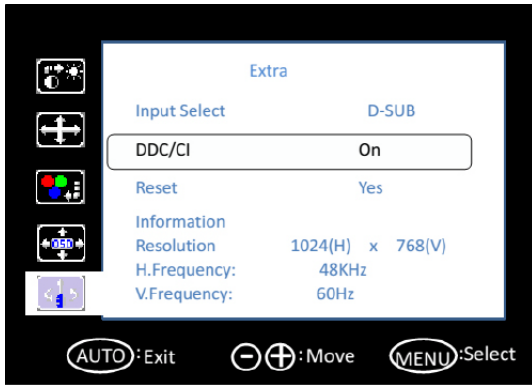 Extra
Input Select D-SUB
DDC/CI On
Reset Yes
Information
Resolution 1024(H) x 768(V)
H.Frequency: 48KHz
V.Frequency: 60Hz
OSD
AUTO:Exit - +:Move MENU:Select